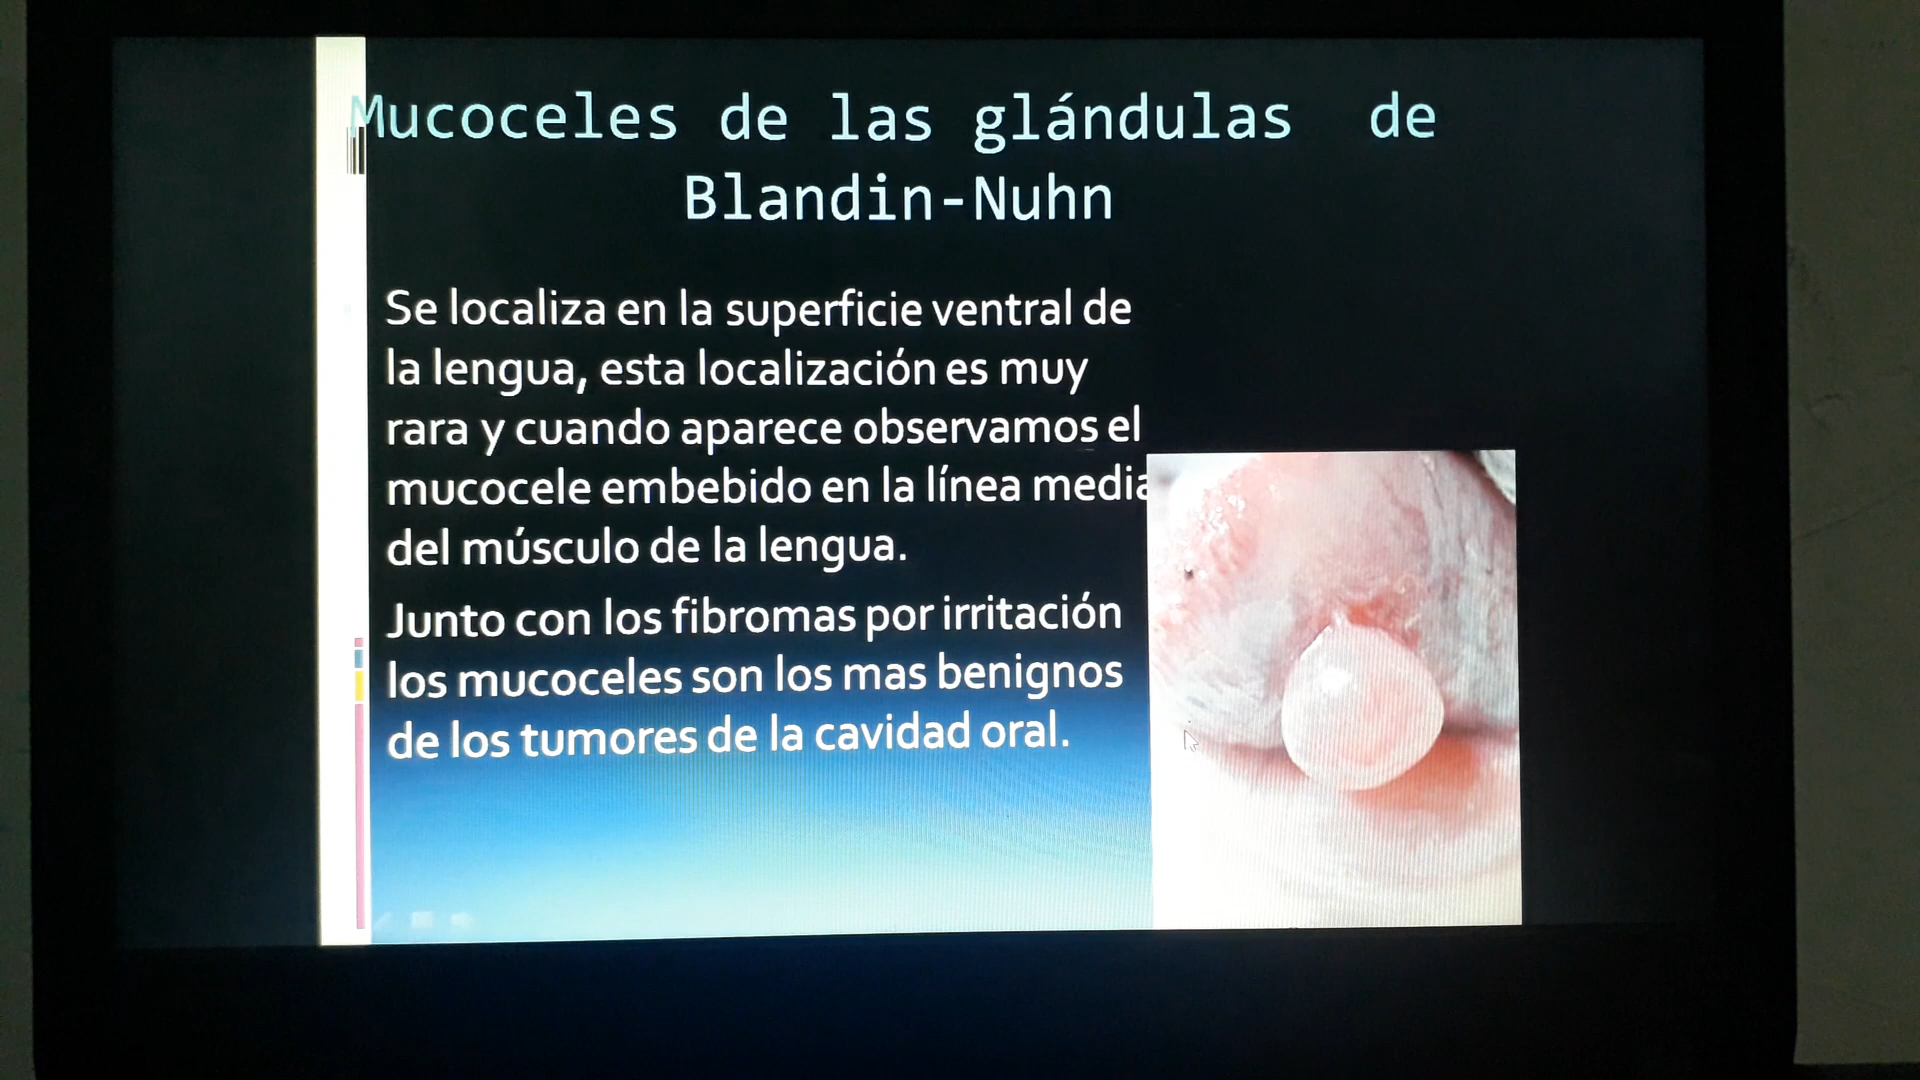 Mucoceles de las glándulas de
Blandin-Nuhn
Se localiza en la superficie ventral de
la lengua, esta localización es muy
rara y cuando aparece observamos el
mucocele embebido en la línea media
del músculo de la lengua.
Junto con los fibromas por irritación
los mucoceles son los mas benignos
de los tumores de la cavidad oral.